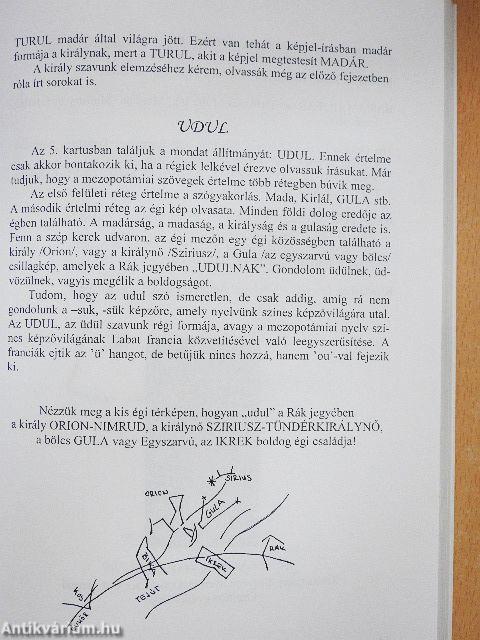 TURUL madár által világra jött. Ezért van tehát a képjel-írásban madár
formája a királynak, mert a TURUL, akit a képjel megtestesít MADÁR.
A király szavunk elemzéséhez kérem, olvassák még az előző fejezetben
róla írt sorokat is.
UDUL
Az 5. kartusban találjuk a mondat állítmányát: UDUL. Ennek értelme
csak akkor bontakozik ki, ha a régiek lelkével érezve olvassuk írásukat. Már
tudjuk, hogy a mezopotámiai szövegek értelme több rétegben búvik meg.
Az első felületi réteg értelme a szógyakorlás. Mada, Kirlál, GULA stb.
A második értelmi réteg az égi kép olvasata. Minden földi dolog eredője az
égben található. A madárság, a madaság, a királyság és a gulaság eredete is.
Fenn a szép kerek udvaron, az égi mezőn egy égi közösségben található a
király /Orion/, vagy a királynő /Sziriusz/, a Gula /az egyszarvú vagy bölcs/
csillagkép, amelyek a Rák jegyében „UDULNAK". Gondolom üdülnek, üd-
vözülnek, vagyis megélik a boldogságot.
Tudom, hogy az udul szó ismeretlen, de csak addig, amíg rá nem
gondolunk a –suk, -sük képzőre, amely nyelvünk színes képzővilágára utal.
Az UDUL, az üdül szavunk régi formája, avagy a mezopotámiai nyelv szí-
nes képzővilágának Labat francia közvetítésével való leegyszerűsítése. A
franciák ejtik az 'ü' hangot, de betűjük nincs hozzá, hanem 'ou'-val fejezik
ki.
Nézzük meg a kis égi térképen, hogyan „udul" a Rák jegyében
a király ORION-NIMRUD, a királynő SZIRIUSZ-TÜNDÉRKIRÁLYNŐ,
a bölcs GULA vagy Egyszarvú, az IKREK boldog égi családja!
SIRIUS
ORION
GULA
BIKA
IKREK
RÁK
TEJÚT
KOS
Antikvárium.hu